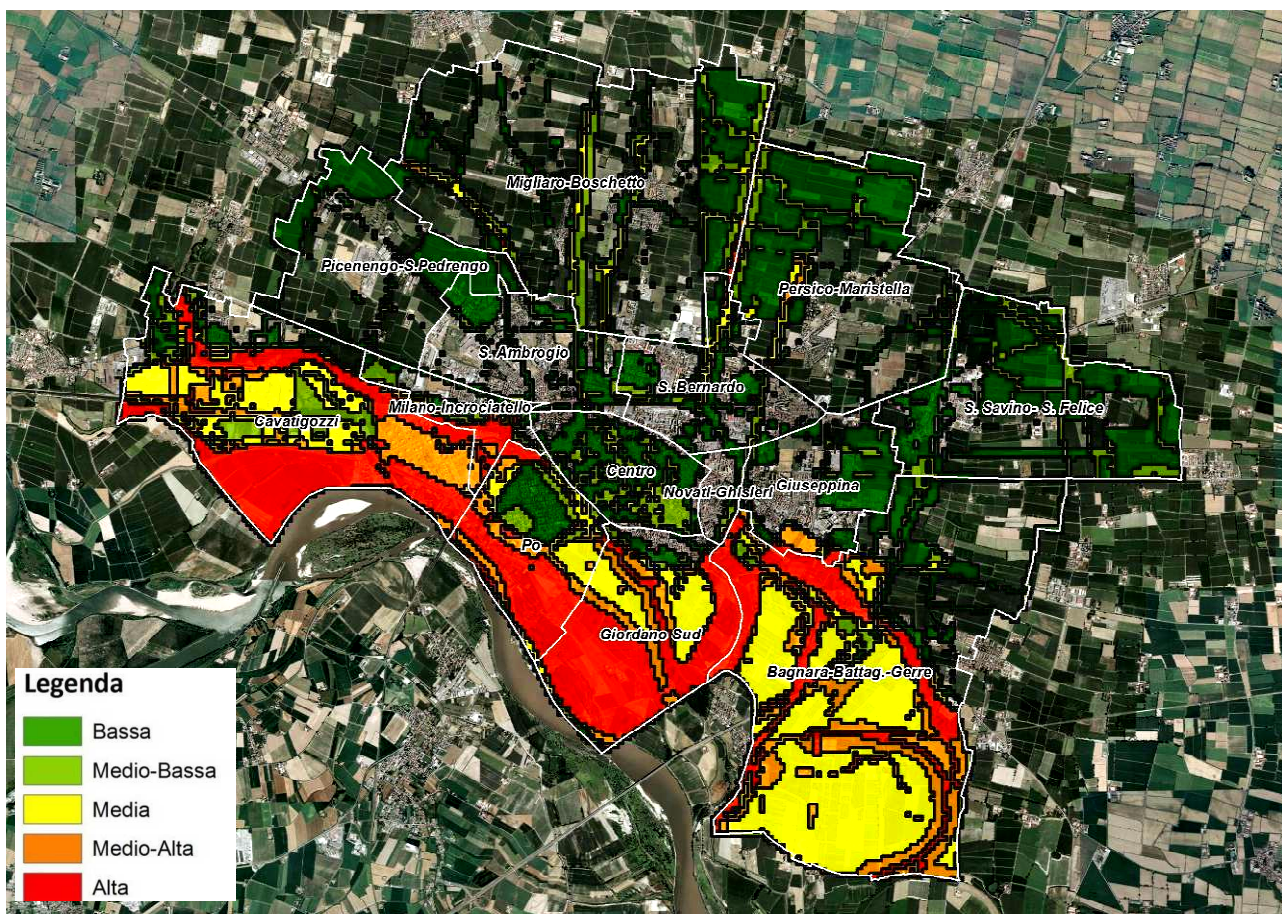 Migliaro-Boschetto
Picenengo-S.Pedrengo
Persico-Maristella
S. Ambrogio
S. Bernardo
Milano-Incrociatello
S. Savino- S. Felice
Cavatigozzi
Centro
Novati-Ghisleri
Giuseppina
Po
Giordano Sud
Bagnara-Battag.-Gerre
Legenda
Bassa
Medio-Bassa
Media
Medio-Alta
Alta